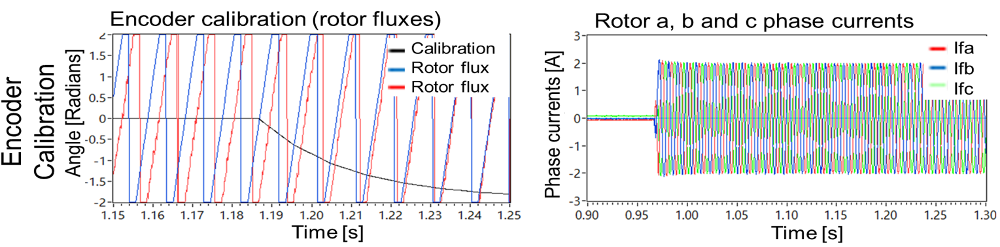 Encoder calibration (rotor fluxes)
Encoder
Calibration
Angle [Radians]
2
1.5
1
0.5
0
-0.5
-1
-1.5
-2
Calibration
Rotor flux
Rotor flux
1.15 1.16 1.17 1.18 1.19 1.20 1.21 1.22 1.23 1.24 1.25
Time [s]
Rotor a, b and c phase currents
Phase currents [A]
3
2
1
0
-1
-2
-3
Ifa
Ifb
Ifc
0.90 0.95 1.00 1.05 1.10 1.15 1.20 1.25 1.30
Time [s]